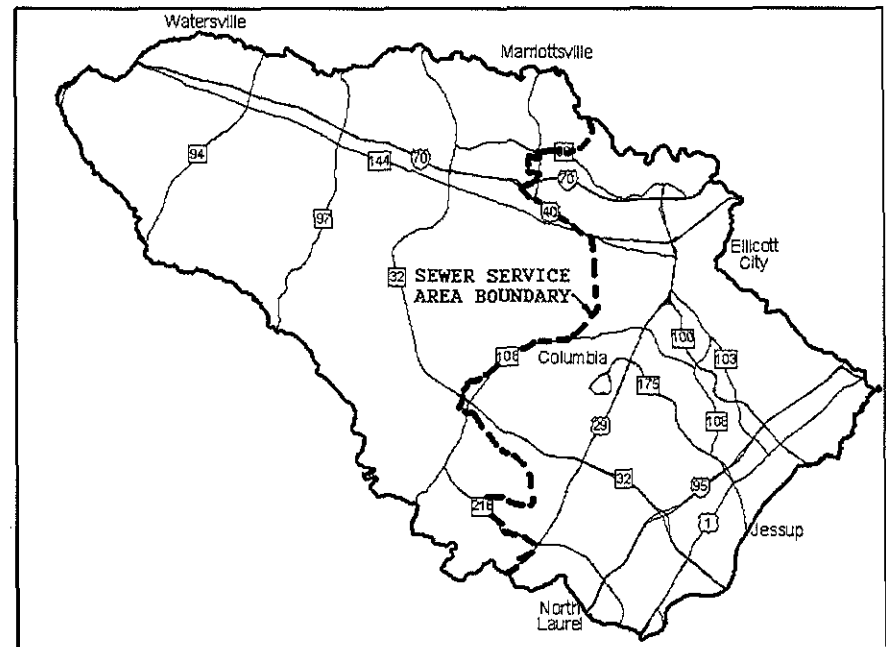 Watersville
Marriottsville
94
97
144
70
99
70
40
Ellicott
City
32
SEWER SERVICE
AREA BOUNDARY
108
Columbia
100
103
175
29
108
32
95
216
1
Jessup
North
Laurel